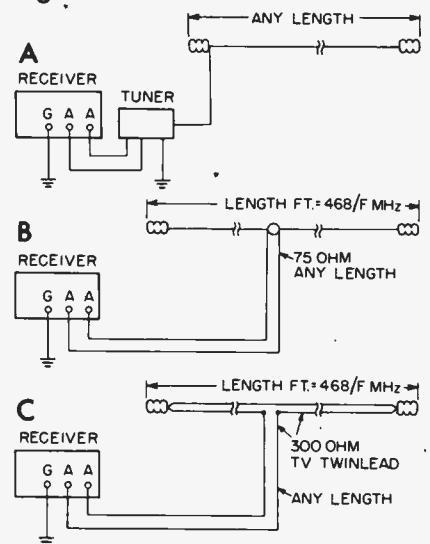 ANY LENGTH
A
RECEIVER
G A A
TUNER
LENGTH FT.=468/F MHz
B
RECEIVER
G A A
75 OHM
ANY LENGTH
LENGTH FT.=468/F MHz
C
RECEIVER
G A A
300 OHM
TV TWINLEAD
ANY LENGTH